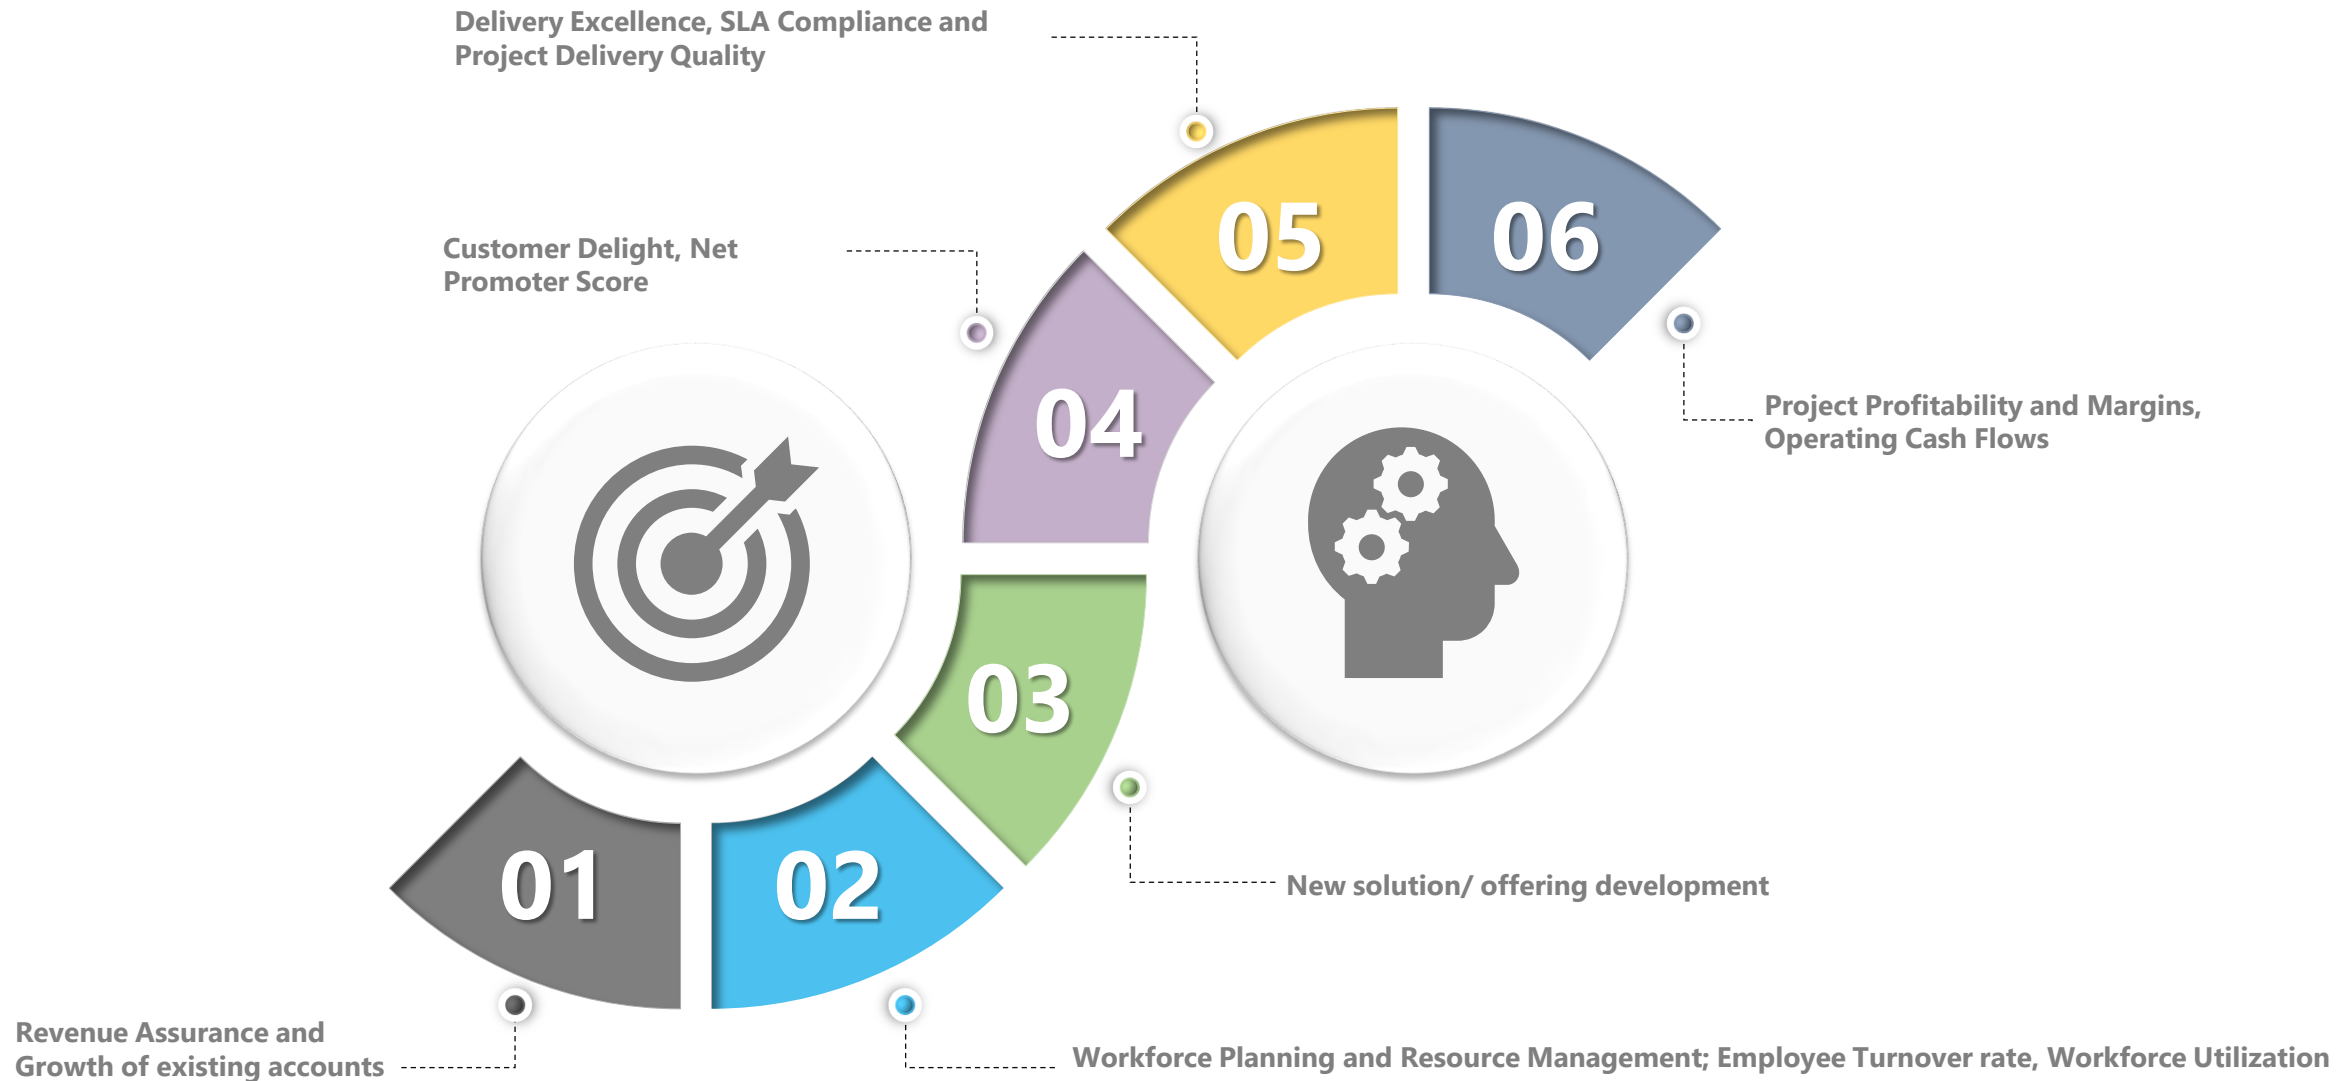 Delivery Excellence, SLA Compliance and
Project Delivery Quality
05
06
Customer Delight, Net
Promoter Score
04
Project Profitability and Margins,
Operating Cash Flows
03
01
02
New solution/ offering development
Revenue Assurance and
Growth of existing accounts
Workforce Planning and Resource Management; Employee Turnover rate, Workforce Utilization